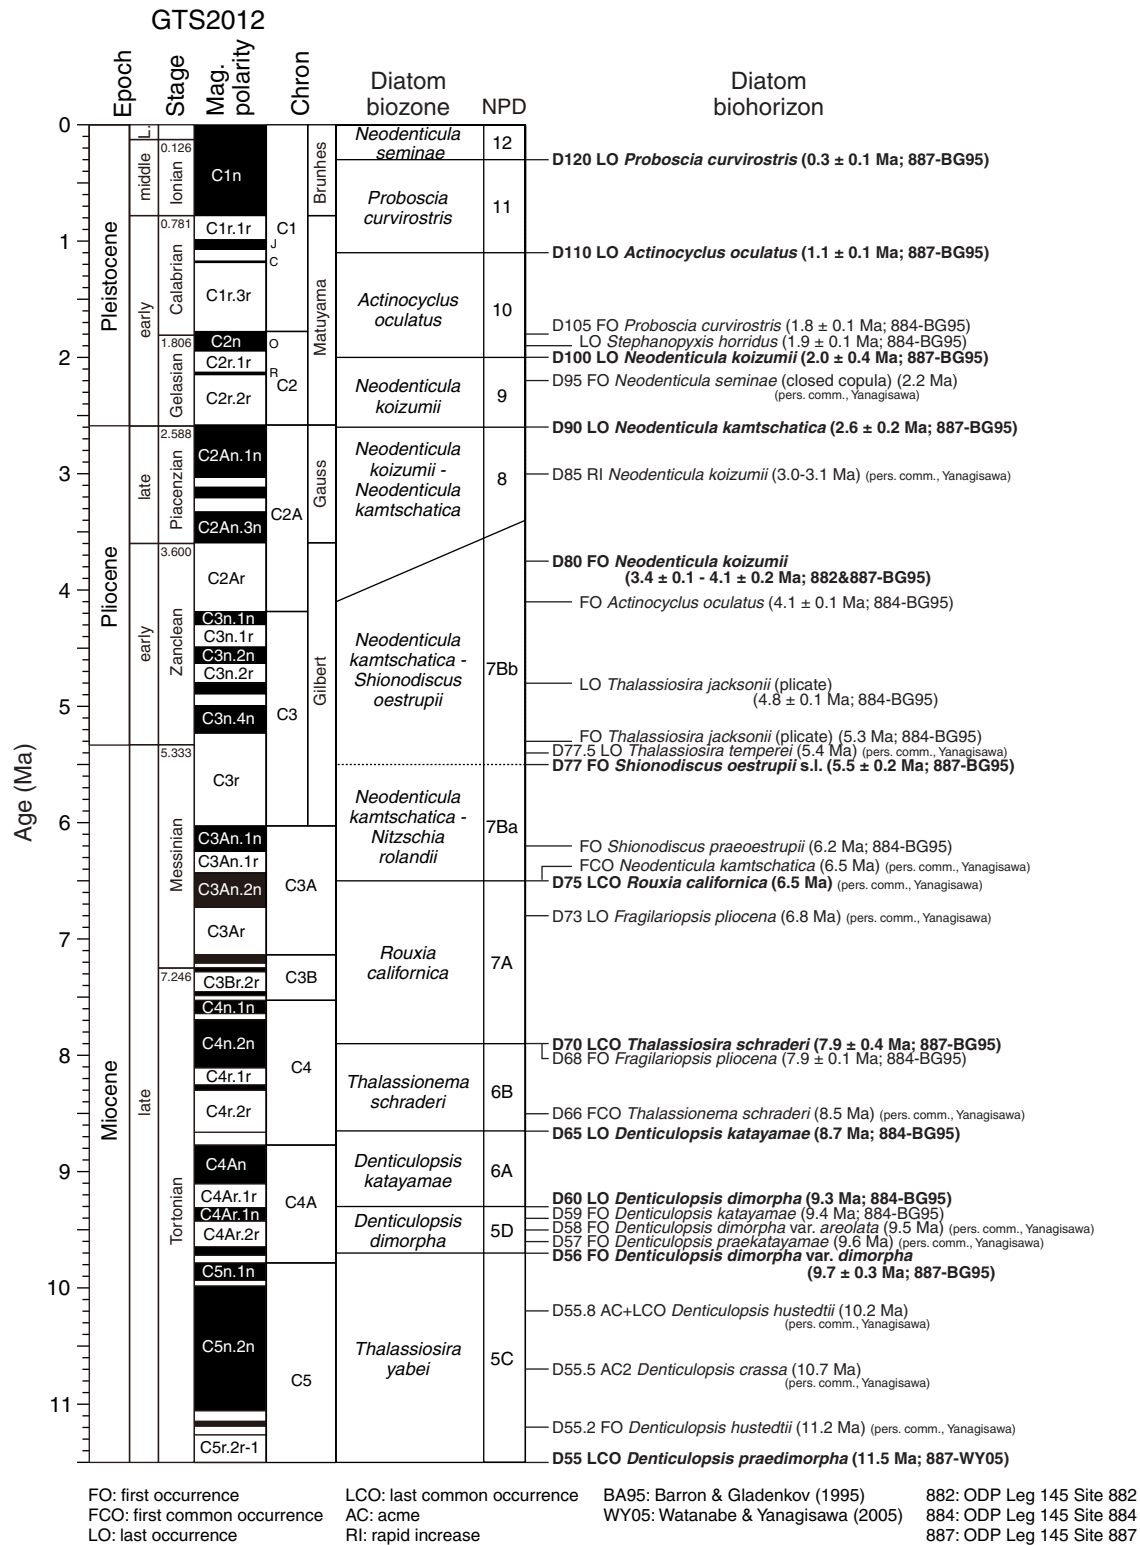 GTS2012
Epoch
Stage
Mag. polarity
Chron
Diatom biozone
NPD
Diatom biohorizon
Age (Ma)
0
1
2
3
4
5
6
7
8
9
10
11
Pleistocene
Pliocene
Miocene
L.
middle
early
late
early
late
0.126
Ionian
0.781
Calabrian
1.806
Gelasian
2.588
Piacenzian
3.600
Zanclean
5.333
Messinian
7.246
Tortonian
C1n
C1r.1r
C1r.3r
C2n
C2r.1r
C2r.2r
C2An.1n
C2An.3n
C2Ar
C3n.1n
C3n.1r
C3n.2n
C3n.2r
C3n.4n
C3r
C3An.1n
C3An.1r
C3An.2n
C3Ar
C3Br.2r
C4n.1n
C4n.2n
C4r.1r
C4r.2r
C4An
C4Ar.1r
C4Ar.1n
C4Ar.2r
C5n.1n
C5n.2n
C5r.2r-1
C1
J
C
O
R
C2
C2A
C3
C3A
C3B
C4
C4A
C5
Brunhes
Matuyama
Gauss
Gilbert
Neodenticula
seminae
12
Proboscia
curvirostris
11
Actinocyclus
oculatus
10
Neodenticula
koizumii
9
Neodenticula
koizumii -
Neodenticula
kamtschatica
8
Neodenticula
kamtschatica -
Shionodiscus
oestrupii
7Bb
Neodenticula
kamtschatica -
Nitzschia
rolandii
7Ba
Rouxia
californica
7A
Thalassionema
schraderi
6B
Denticulopsis
katayamae
6A
Denticulopsis
dimorpha
5D
Thalassiosira
yabei
5C
D120 LO Proboscia curvirostris (0.3 ± 0.1 Ma; 887-BG95)
D110 LO Actinocyclus oculatus (1.1 ± 0.1 Ma; 887-BG95)
D105 FO Proboscia curvirostris (1.8 ± 0.1 Ma; 884-BG95)
LO Stephanopyxis horridus (1.9 ± 0.1 Ma; 884-BG95)
D100 LO Neodenticula koizumii (2.0 ± 0.4 Ma; 887-BG95)
D95 FO Neodenticula seminae (closed copula) (2.2 Ma)
(pers. comm., Yanagisawa)
D90 LO Neodenticula kamtschatica (2.6 ± 0.2 Ma; 887-BG95)
D85 RI Neodenticula koizumii (3.0-3.1 Ma) (pers. comm., Yanagisawa)
D80 FO Neodenticula koizumii
(3.4 ± 0.1 - 4.1 ± 0.2 Ma; 882&887-BG95)
FO Actinocyclus oculatus (4.1 ± 0.1 Ma; 884-BG95)
LO Thalassiosira jacksonii (plicate)
(4.8 ± 0.1 Ma; 884-BG95)
FO Thalassiosira jacksonii (plicate) (5.3 Ma; 884-BG95)
D77.5 LO Thalassiosira temperei (5.4 Ma) (pers. comm., Yanagisawa)
D77 FO Shionodiscus oestrupii s.l. (5.5 ± 0.2 Ma; 887-BG95)
FO Shionodiscus praeoestrupii (6.2 Ma; 884-BG95)
FCO Neodenticula kamtschatica (6.5 Ma) (pers. comm., Yanagisawa)
D75 LCO Rouxia californica (6.5 Ma) (pers. comm., Yanagisawa)
D73 LO Fragilariopsis pliocena (6.8 Ma) (pers. comm., Yanagisawa)
D70 LCO Thalassiosira schraderi (7.9 ± 0.4 Ma; 887-BG95)
D68 FO Fragilariopsis pliocena (7.9 ± 0.1 Ma; 884-BG95)
D66 FCO Thalassionema schraderi (8.5 Ma) (pers. comm., Yanagisawa)
D65 LO Denticulopsis katayamae (8.7 Ma; 884-BG95)
D60 LO Denticulopsis dimorpha (9.3 Ma; 884-BG95)
D59 FO Denticulopsis katayamae (9.4 Ma; 884-BG95)
D58 FO Denticulopsis dimorpha var. areolata (9.5 Ma) (pers. comm., Yanagisawa)
D57 FO Denticulopsis praekatayamae (9.6 Ma) (pers. comm., Yanagisawa)
D56 FO Denticulopsis dimorpha var. dimorpha
(9.7 ± 0.3 Ma; 887-BG95)
D55.8 AC+LCO Denticulopsis hustedtii (10.2 Ma)
(pers. comm., Yanagisawa)
D55.5 AC2 Denticulopsis crassa (10.7 Ma)
(pers. comm., Yanagisawa)
D55.2 FO Denticulopsis hustedtii (11.2 Ma) (pers. comm., Yanagisawa)
D55 LCO Denticulopsis praedimorpha (11.5 Ma; 887-WY05)
FO: first occurrence
FCO: first common occurrence
LO: last occurrence
LCO: last common occurrence
AC: acme
RI: rapid increase
BA95: Barron & Gladenkov (1995)
WY05: Watanabe & Yanagisawa (2005)
882: ODP Leg 145 Site 882
884: ODP Leg 145 Site 884
887: ODP Leg 145 Site 887